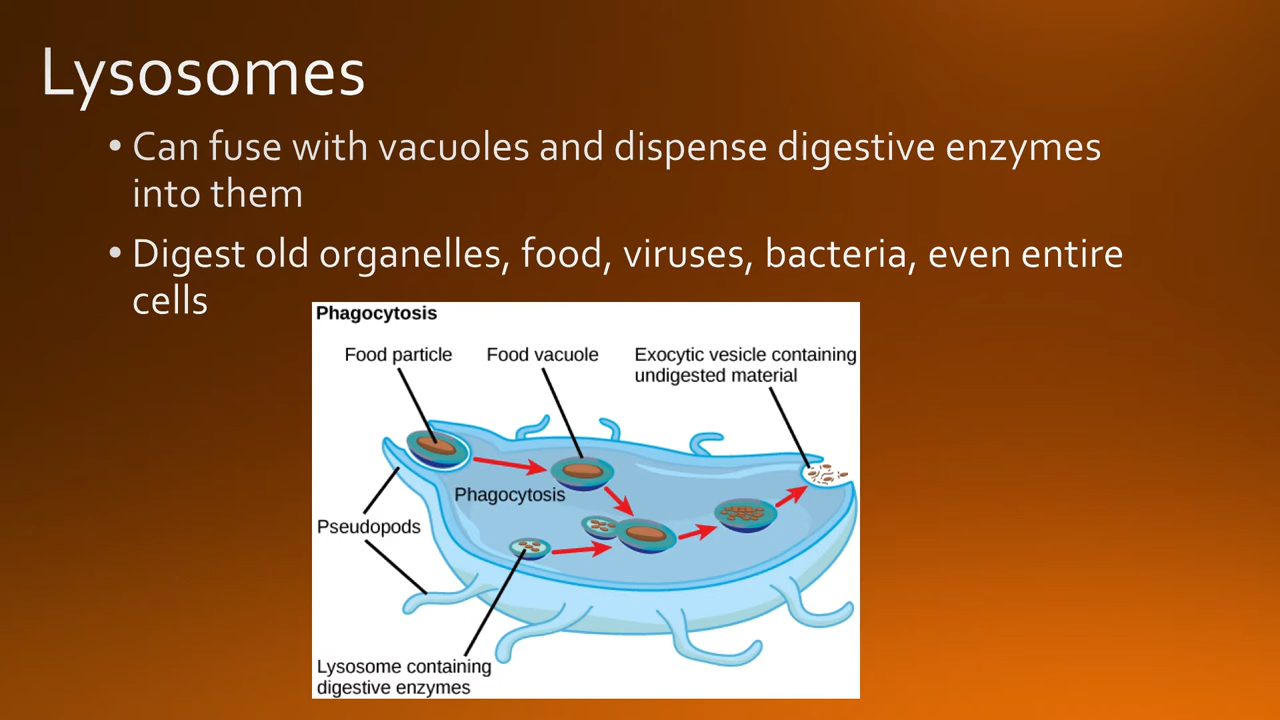 Lysosomes
• Can fuse with vacuoles and dispense digestive enzymes
into them
• Digest old organelles, food, viruses, bacteria, even entire
cells
Phagocytosis
Food particle
Food vacuole
Exocytic vesicle containing
undigested material
Phagocytosis
Pseudopods
Lysosome containing
digestive enzymes